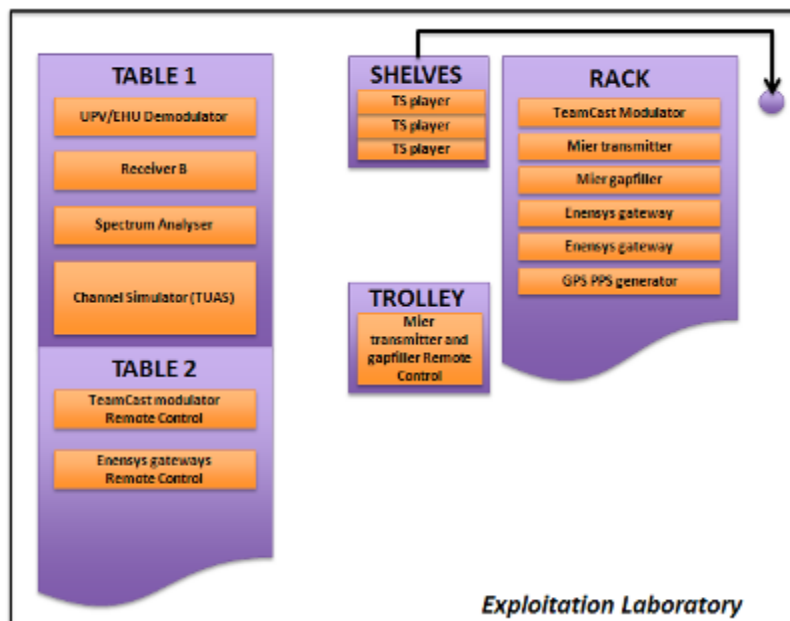 TABLE 1
UPV/EHU Demodulator
Receiver B
Spectrum Analyser
Channel Simulator (TUAS)
TABLE 2
TeamCast modulator
Remote Control
Enensys gateways
Remote Control
SHELVES
TS player
TS player
TS player
TROLLEY
Mier
transmitter and
gapfiller Remote
Control
RACK
TeamCast Modulator
Mier transmitter
Mier gapfiller
Enensys gateway
Enensys gateway
GPS PPS generator
Exploitation Laboratory